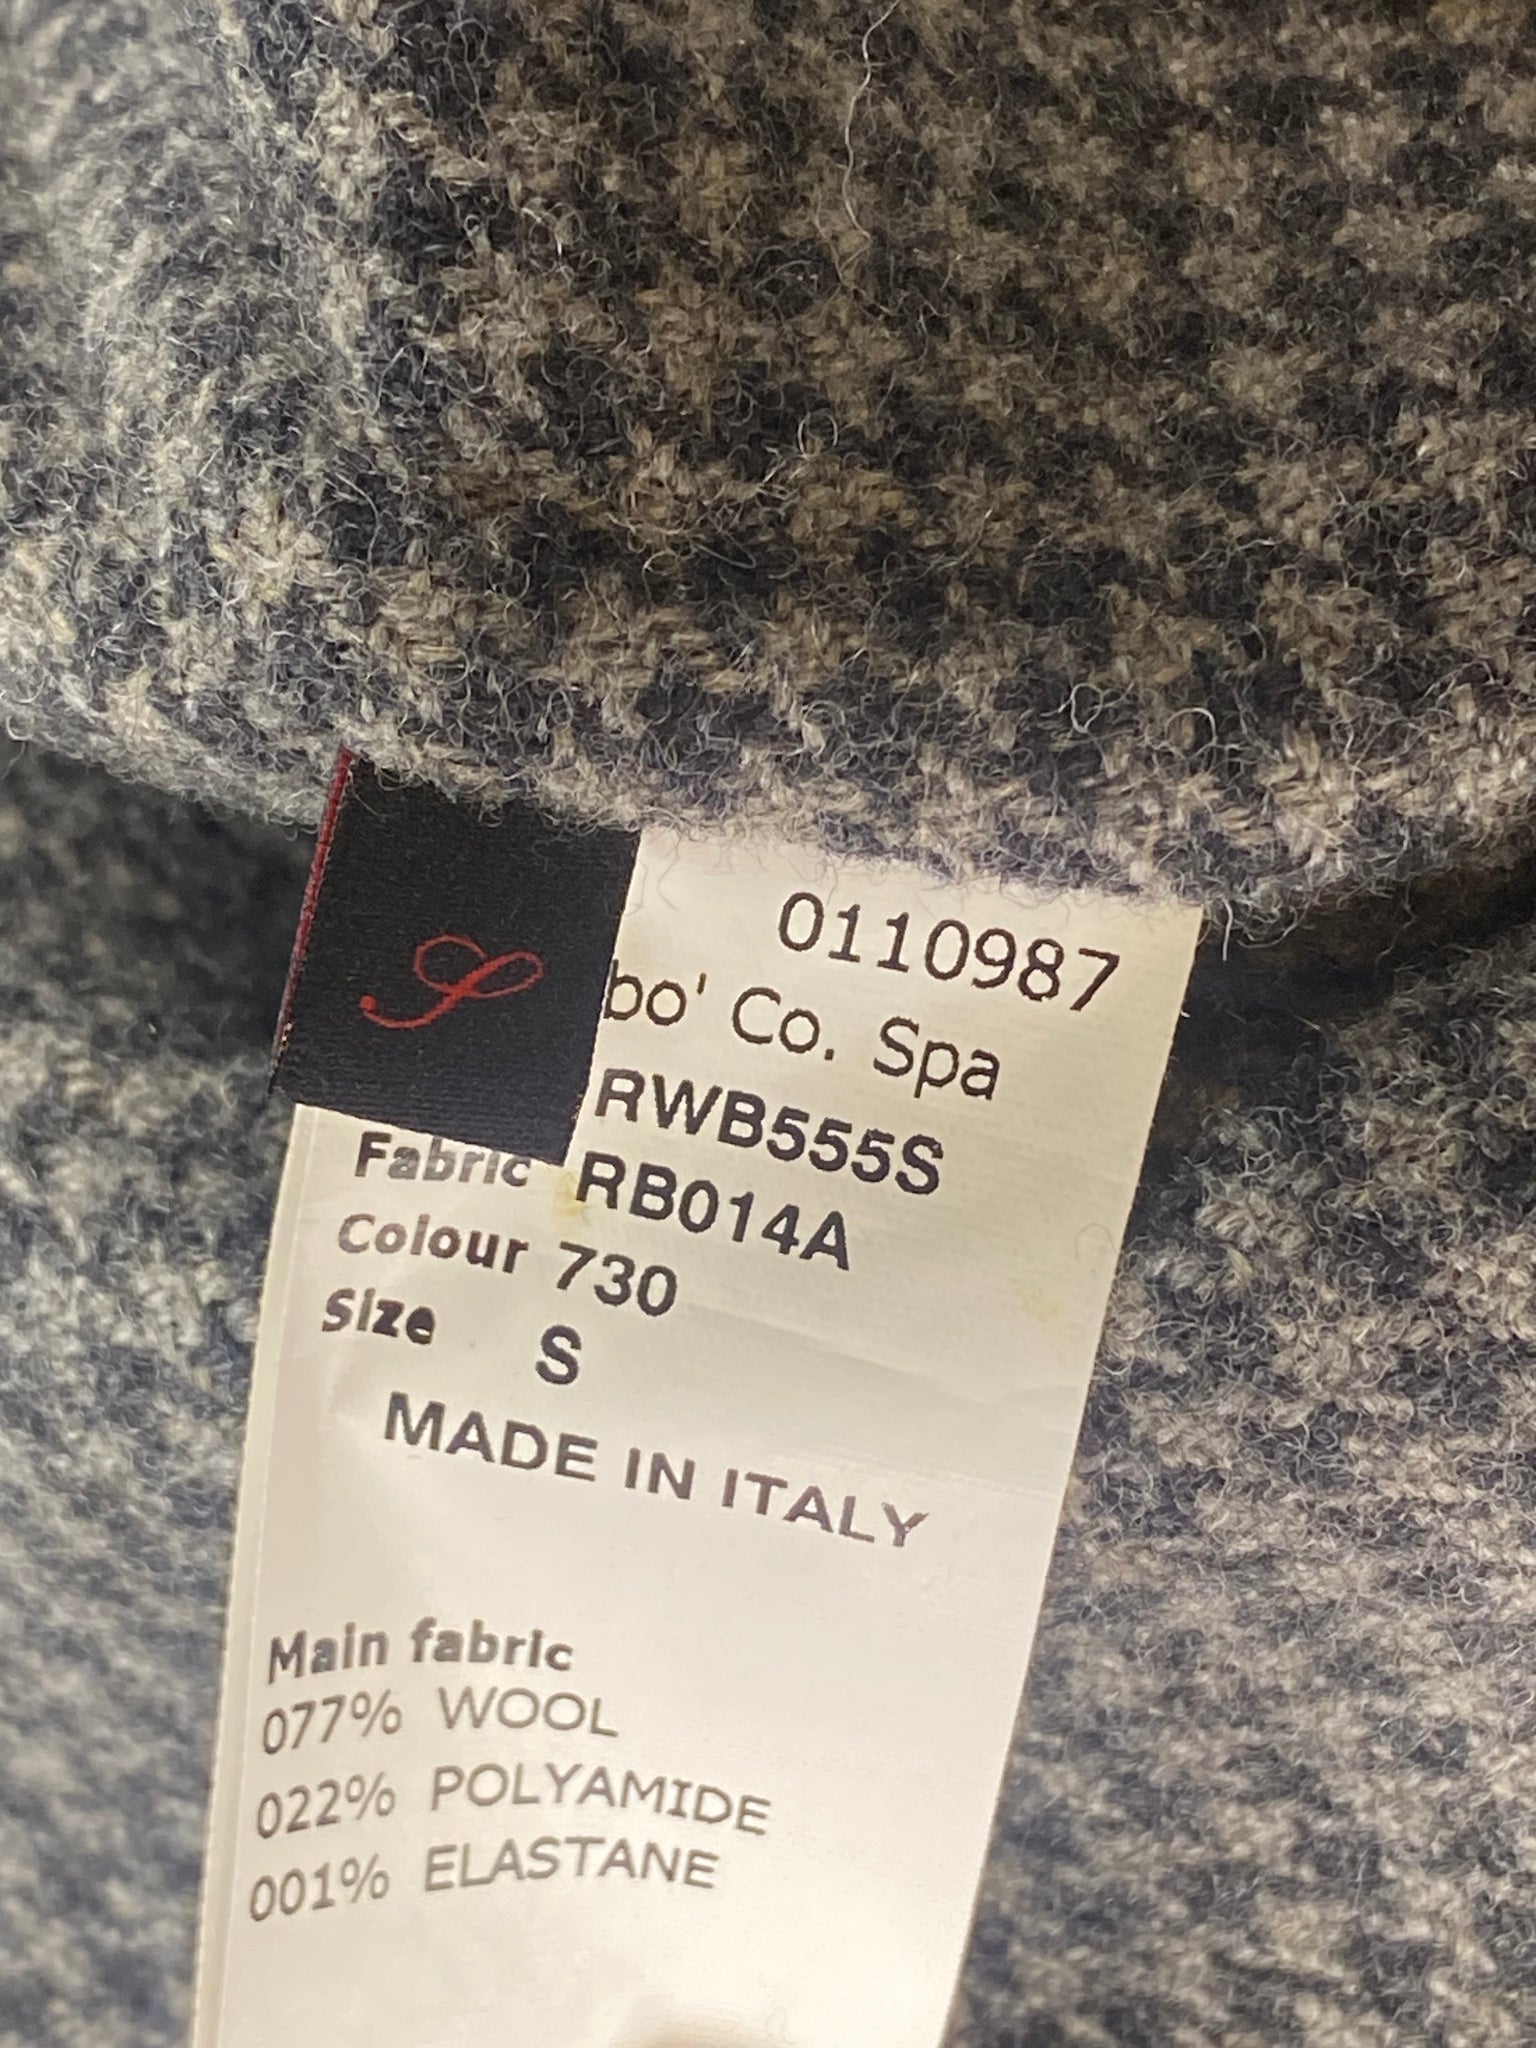 0110987
bo' Co. Spa
RWB555S
Fabric RB014A
Colour 730
Size S
MADE IN ITALY
Main fabric
077% WOOL
022% POLYAMIDE
001% ELASTANE